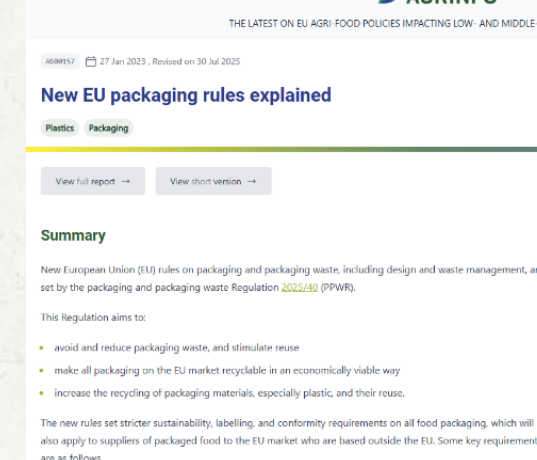 THE LATEST ON EU AGRI-FOOD POLICIES IMPACTING LOW- AND MIDDLE-
AG00157 27 Jan 2023 , Revised on 30 Jul 2025
New EU packaging rules explained
Plastics Packaging
View full report → View short version →
Summary
New European Union (EU) rules on packaging and packaging waste, including design and waste management, a
set by the packaging and packaging waste Regulation 2025/40 (PPWR).
This Regulation aims to:
• avoid and reduce packaging waste, and stimulate reuse
• make all packaging on the EU market recyclable in an economically viable way
• increase the recycling of packaging materials, especially plastic, and their reuse.
The new rules set stricter sustainability, labelling, and conformity requirements on all food packaging, which will
also apply to suppliers of packaged food to the EU market who are based outside the EU. Some key requirement
are as follows